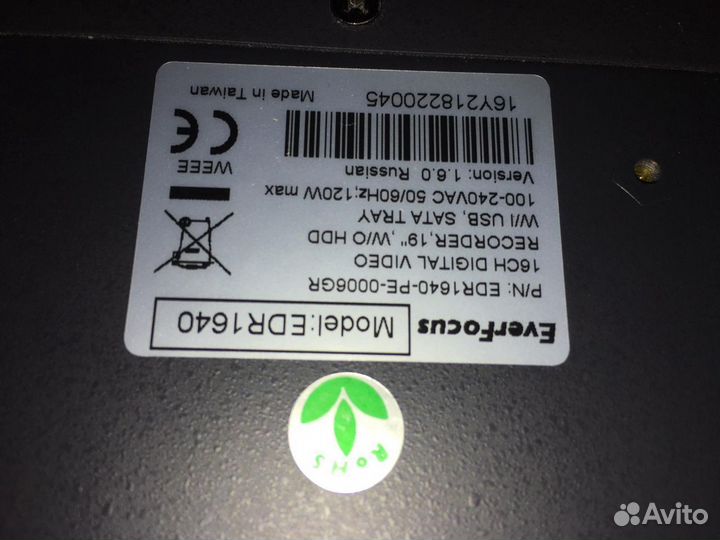 EverFocus Model:EDR1640
P/N: EDR1640-PE-0006GR
16CH DIGITAL VIDEO
RECORDER,19", W/O HDD
W/I USB, SATA TRAY
100-240VAC 50/60Hz;120W max
Version: 1.6.0 Russian
WEEE
CE
16Y218220045
Made in Taiwan
RoHS
Avito